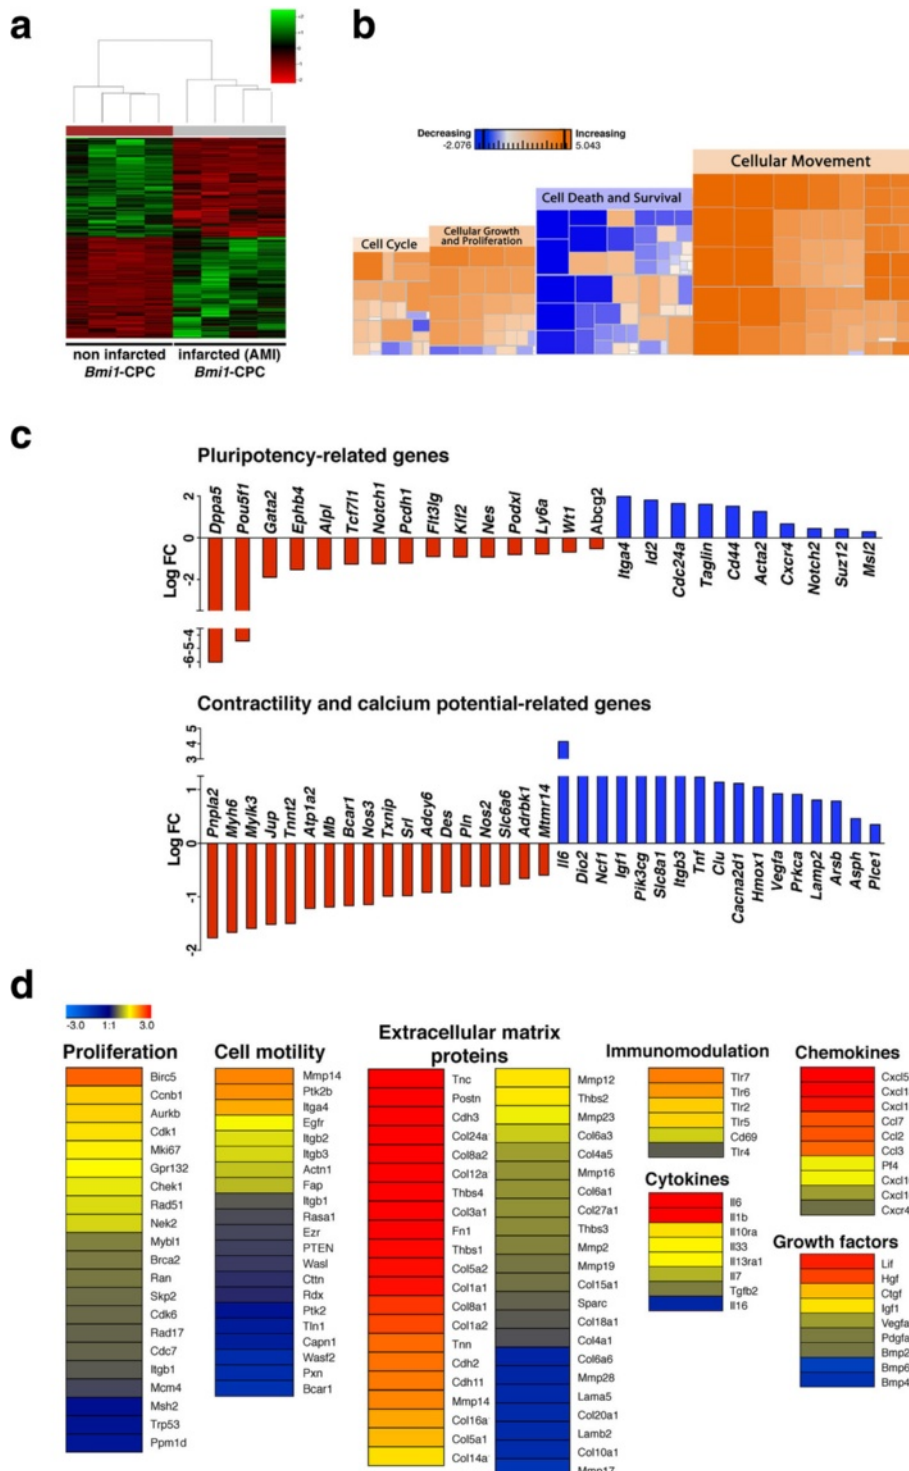 a
b
non infarcted
Bmi1-CPC
infarcted (AMI)
Bmi1-CPC
Decreasing
-2.076
Increasing
5.043
Cell Cycle
Cellular Growth
and Proliferation
Cell Death and Survival
Cellular Movement
c
Pluripotency-related genes
Log FC
2
0
-2
-4
-5
-6
Dppa5
Pou5f1
Gata2
Ephb4
Alpl
Tcf7l1
Notch1
Pcdh1
Flt3lg
Klf2
Nes
Podxl
Ly6a
Wt1
Abcg2
Itga4
Id2
Cdc24a
Taglin
Cd44
Acta2
Cxcr4
Notch2
Suz12
Msl2
Contractility and calcium potential-related genes
Log FC
5
4
3
1
0
-1
-2
Pnpla2
Myh6
Mylk3
Jup
Tnnt2
Atp1a2
Mb
Bcar1
Nos3
Txnip
Srl
Adcy6
Des
Pln
Nos2
Slc6a6
Adrbk1
Mtmr14
Il6
Dio2
Ncf1
Igf1
Pik3cg
Slc8a1
Itgb3
Tnf
Clu
Cacna2d1
Hmox1
Vegfa
Prkca
Lamp2
Arsb
Asph
Plce1
d
-3.0 1:1 3.0
Proliferation
Birc5
Ccnb1
Aurkb
Cdk1
Mki67
Gpr132
Chek1
Rad51
Nek2
Mybl1
Brca2
Ran
Skp2
Cdk6
Rad17
Cdc7
Itgb1
Mcm4
Msh2
Trp53
Ppm1d
Cell motility
Mmp14
Ptk2b
Itga4
Egfr
Itgb2
Itgb3
Actn1
Fap
Itgb1
Rasa1
Ezr
PTEN
Wasl
Cttn
Rdx
Ptk2
Tln1
Capn1
Wasf2
Pxn
Bcar1
Extracellular matrix
proteins
Tnc
Postn
Cdh3
Col24a
Col8a2
Col12a
Thbs4
Col3a1
Fn1
Thbs1
Col5a2
Col1a1
Col8a1
Col1a2
Tnn
Cdh2
Cdh11
Mmp14
Col16a
Col5a1
Col14a
Mmp12
Thbs2
Mmp23
Col6a3
Col4a5
Mmp16
Col6a1
Col27a1
Thbs3
Mmp2
Mmp19
Col15a1
Sparc
Col18a1
Col4a1
Col6a6
Mmp28
Lama5
Col20a1
Lamb2
Col10a1
Mmp17
Immunomodulation
Tlr7
Tlr6
Tlr2
Tlr5
Cd69
Tlr4
Cytokines
Il6
Il1b
Il10ra
Il33
Il13ra1
Il7
Tgfb2
Il16
Chemokines
Cxcl5
Cxcl1
Cxcl1
Ccl7
Ccl2
Ccl3
Pf4
Cxcl1
Cxcl1
Cxcr4
Growth factors
Lif
Hgf
Ctgf
Igf1
Vegfa
Pdgfa
Bmp2
Bmp6
Bmp4